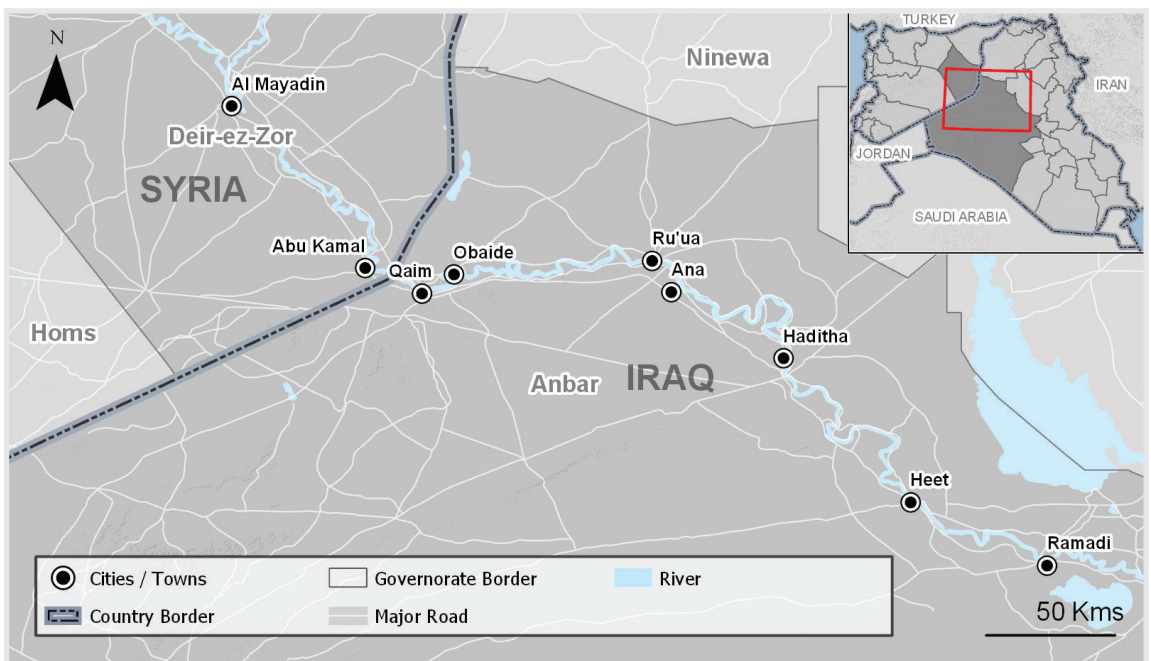 N
Al Mayadin
Deir-ez-Zor
SYRIA
Ninewa
TURKEY
IRAN
JORDAN
SAUDI ARABIA
Abu Kamal
Qaim
Obaide
Ru'ua
Ana
Homs
Haditha
Anbar
IRAQ
Heet
Ramadi
Cities / Towns
Governorate Border
River
Country Border
Major Road
50 Kms